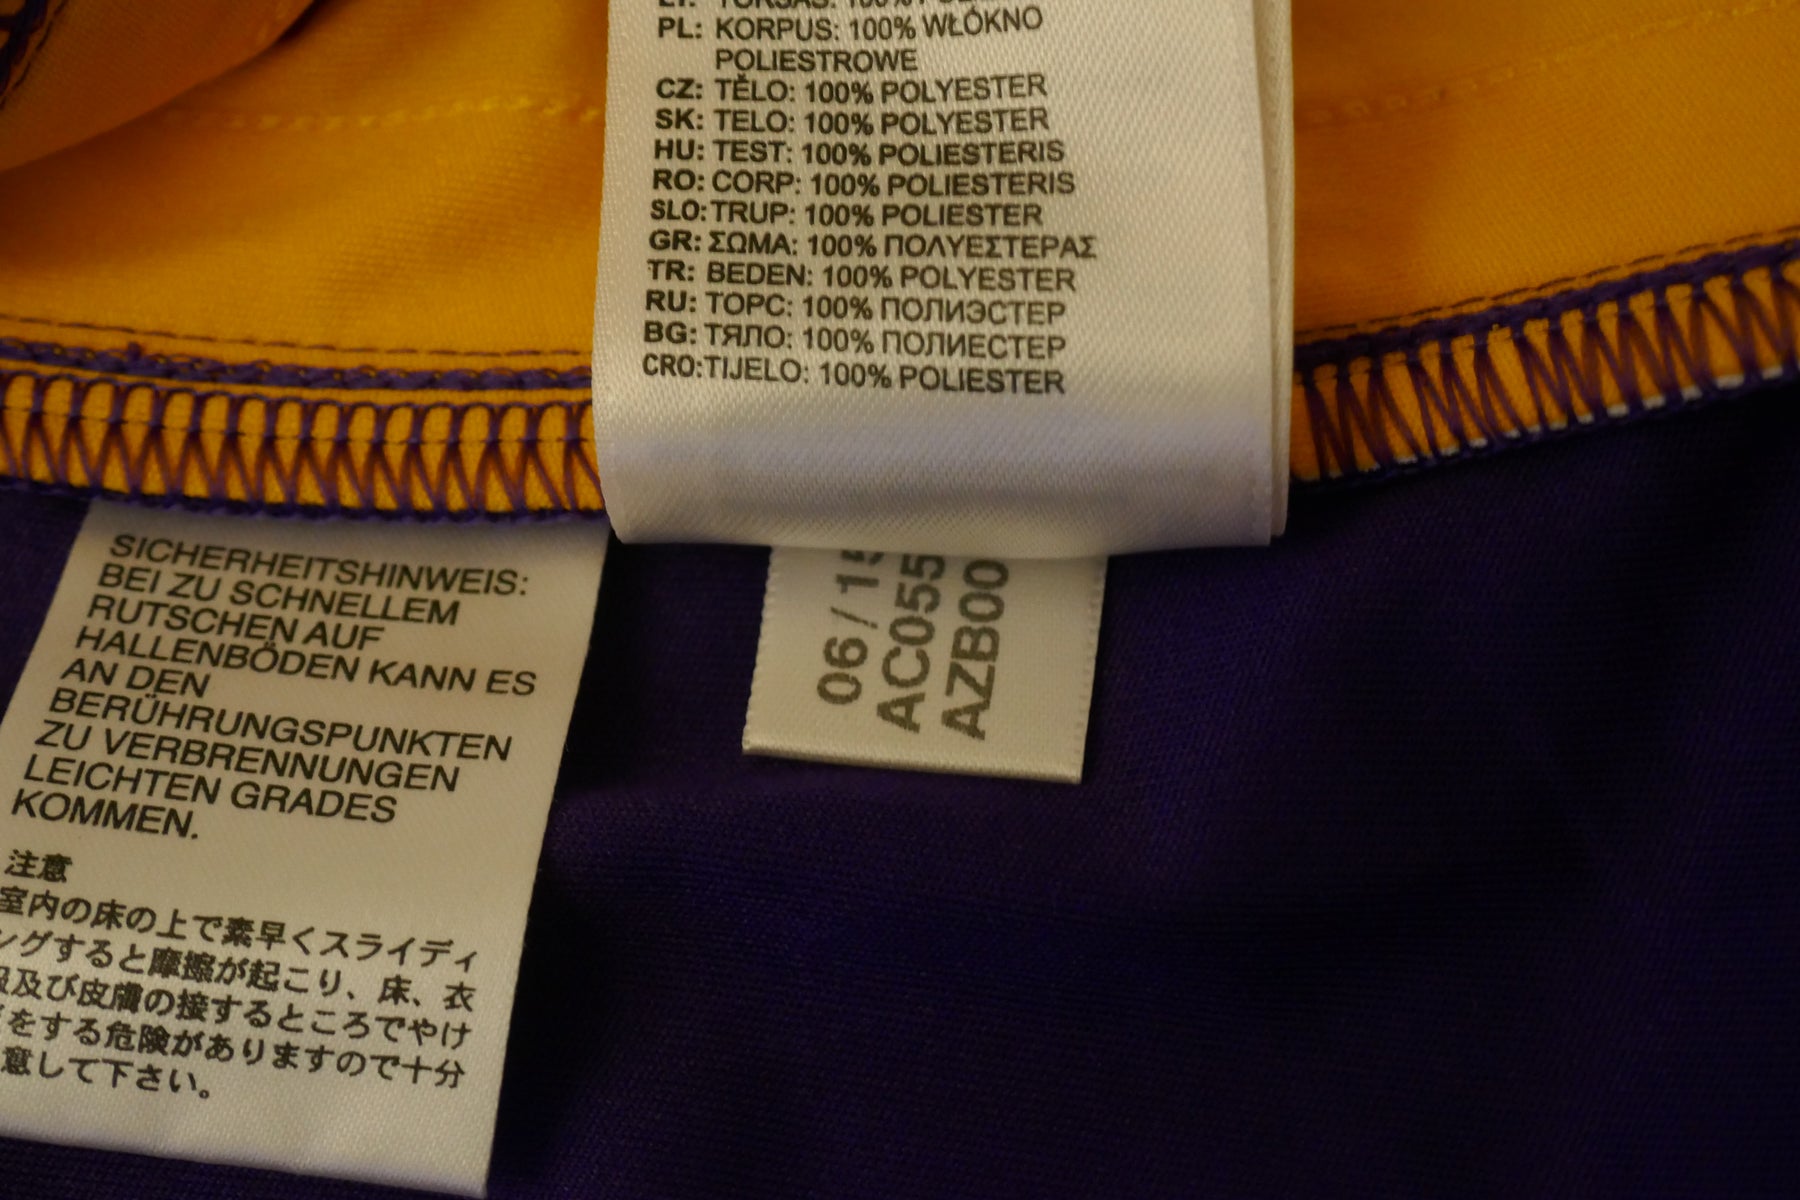 PL: KORPUS: 100% WŁÓKNO
POLIESTROWE
CZ: TĚLO: 100% POLYESTER
SK: TELO: 100% POLYESTER
HU: TEST: 100% POLIESTERIS
RO: CORP: 100% POLIESTERIS
SLO: TRUP: 100% POLIESTER
GR: ΣΩΜΑ: 100% ΠΟΛΥΕΣΤΕΡΑΣ
TR: BEDEN: 100% POLYESTER
RU: ТОРС: 100% ПОЛИЭСТЕР
BG: ТЯЛО: 100% ПОЛИЕСТЕР
CRO: TIJELO: 100% POLIESTER
SICHERHEITSHINWEIS:
BEI ZU SCHNELLEM
RUTSCHEN AUF
HALLENBÖDEN KANN ES
AN DEN
BERÜHRUNGSPUNKTEN
ZU VERBRENNUNGEN
LEICHTEN GRADES
KOMMEN.
注意
室内の床の上で素早くスライディ
ングすると摩擦が起こり、床、衣
及び皮膚の接するところでやけ
をする危険がありますので十分
意して下さい。
06/15
AC055
AZB00